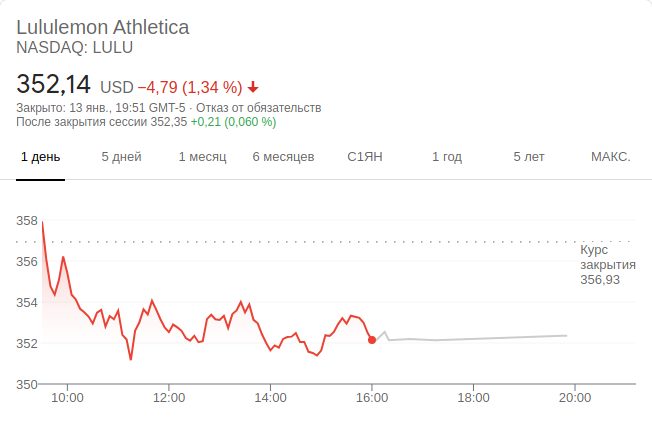 Lululemon Athletica
NASDAQ: LULU
352,14 USD −4,79 (1,34 %)
Закрыто: 13 янв., 19:51 GMT-5 · Отказ от обязательств
После закрытия сессии 352,35 +0,21 (0,060 %)
1 день 5 дней 1 месяц 6 месяцев С1ЯН 1 год 5 лет МАКС.
358
Курс
закрытия
356,93
356
354
352
350
10:00 12:00 14:00 16:00 18:00 20:00